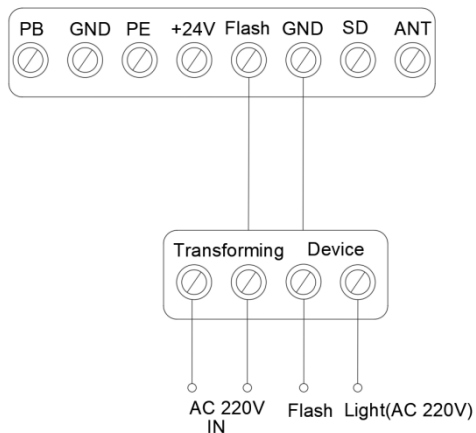 PB GND PE +24V Flash GND SD ANT
Transforming Device
AC 220V Flash Light(AC 220V)
IN